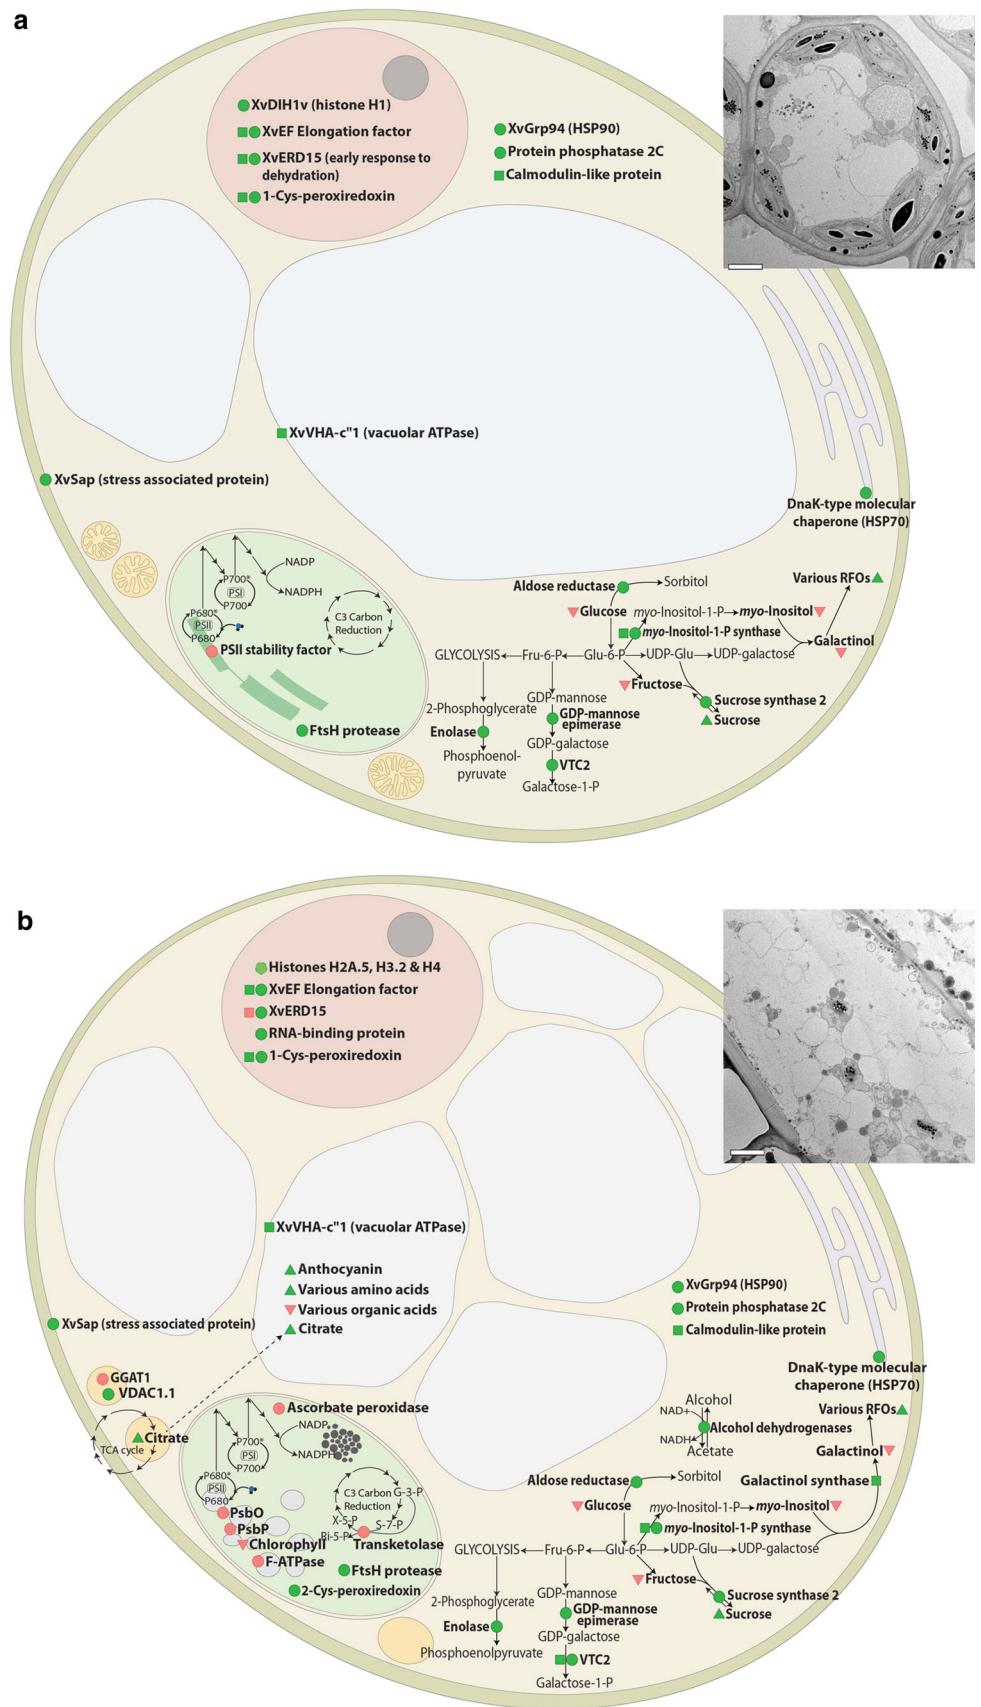 a
XvDIH1v (histone H1)
XvEF Elongation factor
XvERD15 (early response to
dehydration)
1-Cys-peroxiredoxin
XvGrp94 (HSP90)
Protein phosphatase 2C
Calmodulin-like protein
XvVHA-c"1 (vacuolar ATPase)
XvSap (stress associated protein)
DnaK-type molecular
chaperone (HSP70)
NADP
NADPH
P700*
PSI
P700
P680*
PSII
P680
C3 Carbon
Reduction
PSII stability factor
FtsH protease
Aldose reductase
Sorbitol
Various RFOs
Glucose
myo-Inositol-1-P
myo-Inositol
myo-Inositol-1-P synthase
Galactinol
GLYCOLYSIS
Fru-6-P
Glu-6-P
UDP-Glu
UDP-galactose
Fructose
Sucrose synthase 2
Sucrose
2-Phosphoglycerate
GDP-mannose
GDP-mannose
epimerase
Enolase
GDP-galactose
Phosphoenol-
pyruvate
VTC2
Galactose-1-P
b
Histones H2A.5, H3.2 & H4
XvEF Elongation factor
XvERD15
RNA-binding protein
1-Cys-peroxiredoxin
XvVHA-c"1 (vacuolar ATPase)
Anthocyanin
Various amino acids
Various organic acids
Citrate
XvGrp94 (HSP90)
Protein phosphatase 2C
Calmodulin-like protein
XvSap (stress associated protein)
DnaK-type molecular
chaperone (HSP70)
GGAT1
VDAC1.1
Citrate
TCA cycle
Ascorbate peroxidase
NADP
NADPH
P700*
PSI
P700
P680*
PSII
P680
C3 Carbon
Reduction
G-3-P
X-5-P
S-7-P
Ri-5-P
Transketolase
PsbO
PsbP
Chlorophyll
F-ATPase
FtsH protease
2-Cys-peroxiredoxin
Alcohol
NAD+
Alcohol dehydrogenases
NADH
Acetate
Various RFOs
Galactinol
Galactinol synthase
Aldose reductase
Sorbitol
Glucose
myo-Inositol-1-P
myo-Inositol
myo-Inositol-1-P synthase
GLYCOLYSIS
Fru-6-P
Glu-6-P
UDP-Glu
UDP-galactose
Fructose
Sucrose synthase 2
Sucrose
2-Phosphoglycerate
GDP-mannose
GDP-mannose
epimerase
Enolase
GDP-galactose
Phosphoenolpyruvate
VTC2
Galactose-1-P